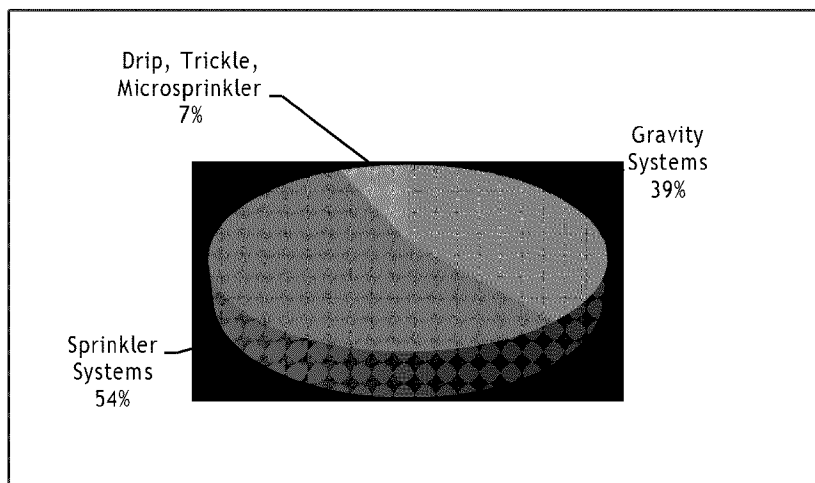 Drip, Trickle,
Microsprinkler
7%
Gravity
Systems
39%
Sprinkler
Systems
54%